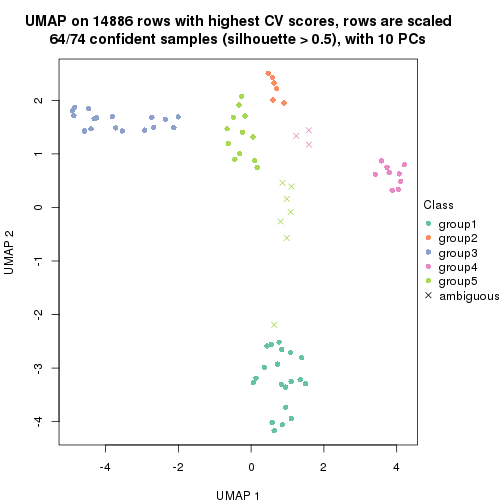 UMAP on 14886 rows with highest CV scores, rows are scaled
64/74 confident samples (silhouette > 0.5), with 10 PCs
2
1
0
-1
-2
-3
-4
UMAP 2
-4
-2
0
2
4
UMAP 1
Class
group1
group2
group3
group4
group5
ambiguous